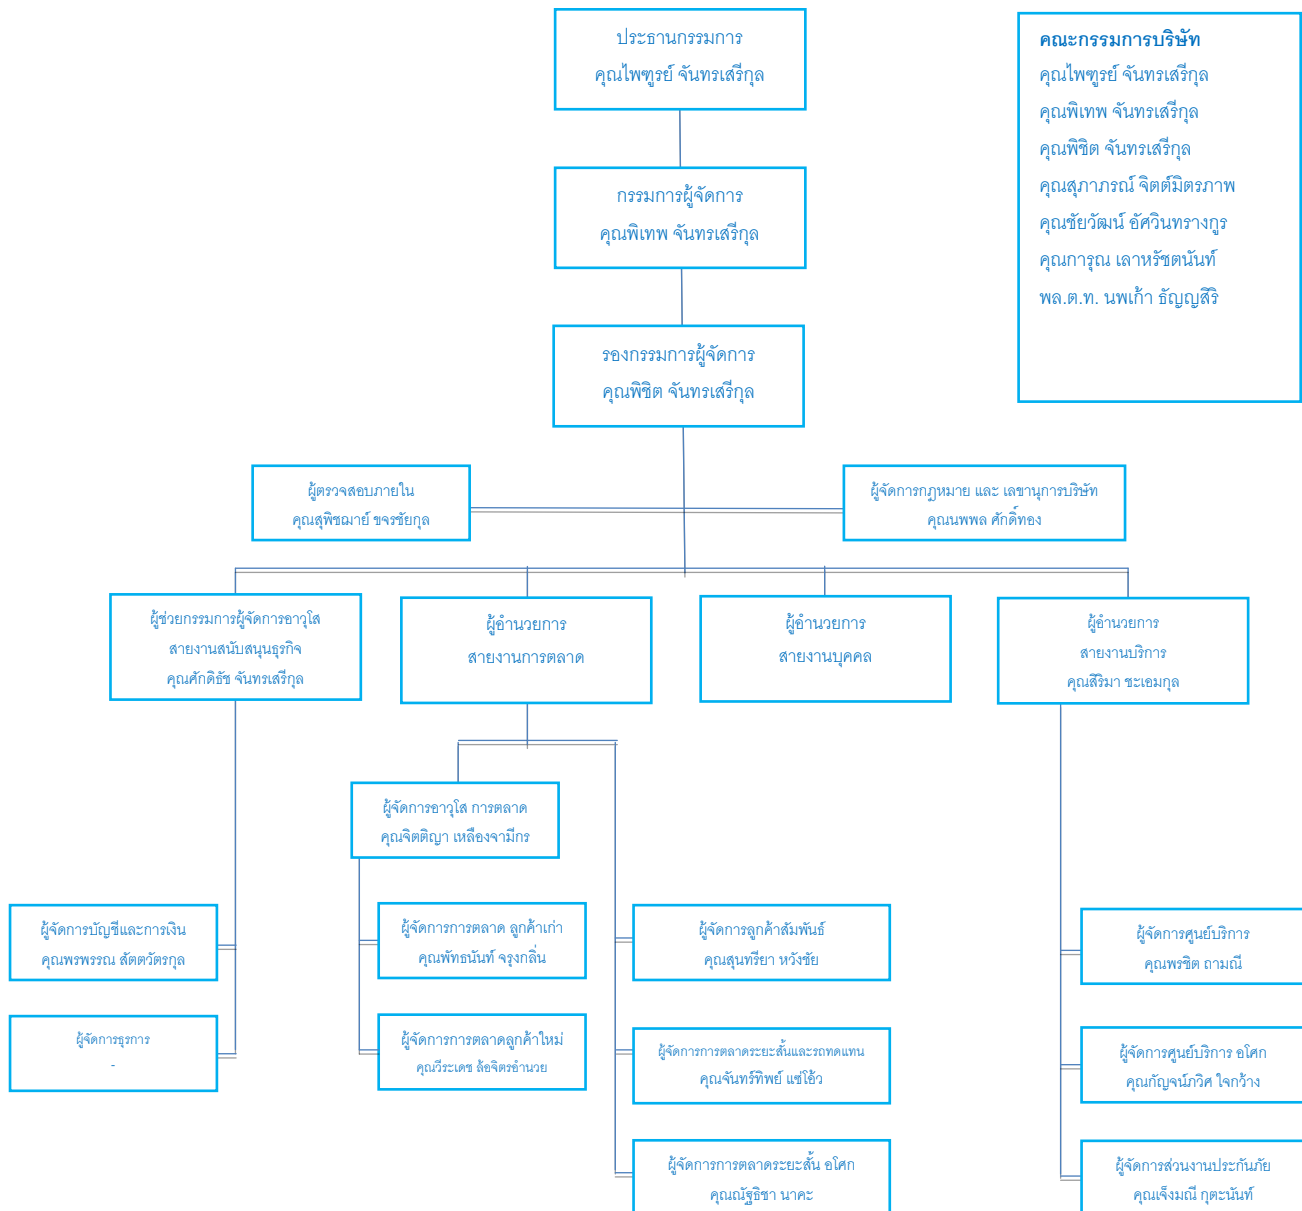 ประธานกรรมการ
คุณไพฑูรย์ จันทรเสรีกุล
คณะกรรมการบริษัท
คุณไพฑูรย์ จันทรเสรีกุล
คุณพิเทพ จันทรเสรีกุล
คุณพิชิต จันทรเสรีกุล
คุณสุภาภรณ์ จิตต์มิตรภาพ
คุณชัยวัฒน์ อัศวินทรางกูร
คุณการุณ เลาหรัชตนันท์
พล.ต.ท. นพเก้า ธัญญสิริ
กรรมการผู้จัดการ
คุณพิเทพ จันทรเสรีกุล
รองกรรมการผู้จัดการ
คุณพิชิต จันทรเสรีกุล
ผู้ตรวจสอบภายใน
คุณสุพิชฌาย์ ขจรชัยกุล
ผู้จัดการกฎหมาย และ เลขานุการบริษัท
คุณนพพล ศักดิ์ทอง
ผู้ช่วยกรรมการผู้จัดการอาวุโส
สายงานสนับสนุนธุรกิจ
คุณศักดิธัช จันทรเสรีกุล
ผู้อำนวยการ
สายงานการตลาด
ผู้อำนวยการ
สายงานบุคคล
ผู้อำนวยการ
สายงานบริการ
คุณสิริมา ชะเอมกุล
ผู้จัดการอาวุโส การตลาด
คุณจิตติญา เหลืองจามีกร
ผู้จัดการบัญชีและการเงิน
คุณพรพรรณ สัตตวัตรกุล
ผู้จัดการธุรการ
-
ผู้จัดการการตลาด ลูกค้าเก่า
คุณพัทธนันท์ จรุงกลิ่น
ผู้จัดการการตลาดลูกค้าใหม่
คุณวีระเดช ล้อจิตรอำนวย
ผู้จัดการลูกค้าสัมพันธ์
คุณสุนทรียา หวังชัย
ผู้จัดการการตลาดระยะสั้นและรถทดแทน
คุณจันทร์ทิพย์ แซ่โอ้ว
ผู้จัดการการตลาดระยะสั้น อโศก
คุณณัฐธิชา นาคะ
ผู้จัดการศูนย์บริการ
คุณพรชิต ถามณี
ผู้จัดการศูนย์บริการ อโศก
คุณกัญจน์ภวิศ ใจกว้าง
ผู้จัดการส่วนงานประกันภัย
คุณเจ็งมณี กุตะนันท์